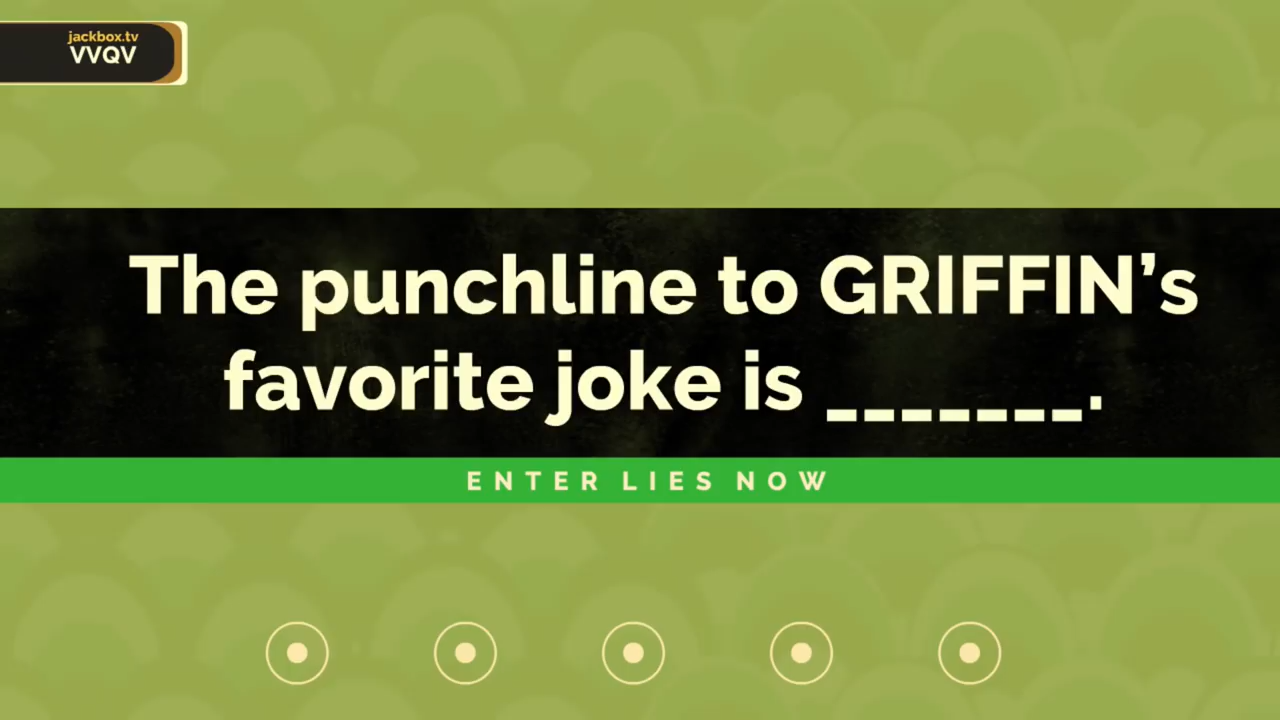 jackbox.tv
VVQV
The punchline to GRIFFIN’s
favorite joke is _______.
ENTER LIES NOW